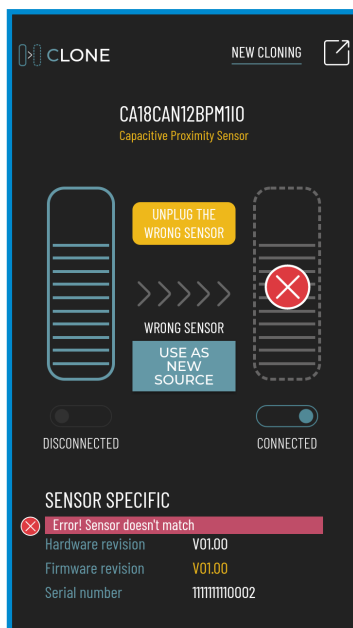 CLONE
NEW CLONING
CA18CAN12BPM1IO
Capacitive Proximity Sensor
UNPLUG THE
WRONG SENSOR
WRONG SENSOR
USE AS
NEW
SOURCE
DISCONNECTED
CONNECTED
SENSOR SPECIFIC
Error! Sensor doesn't match
Hardware revision V01.00
Firmware revision V01.00
Serial number 1111111110002